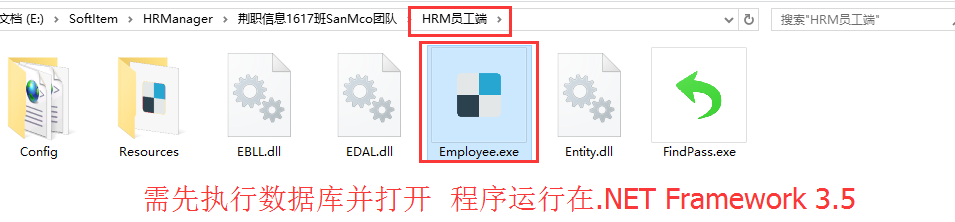 文档 (E:) › SoftItem › HRManager › 荆职信息1617班SanMco团队 › HRM员工端 ›
搜索"HRM员工端"
Config
Resources
EBLL.dll
EDAL.dll
Employee.exe
Entity.dll
FindPass.exe
需先执行数据库并打开 程序运行在.NET Framework 3.5